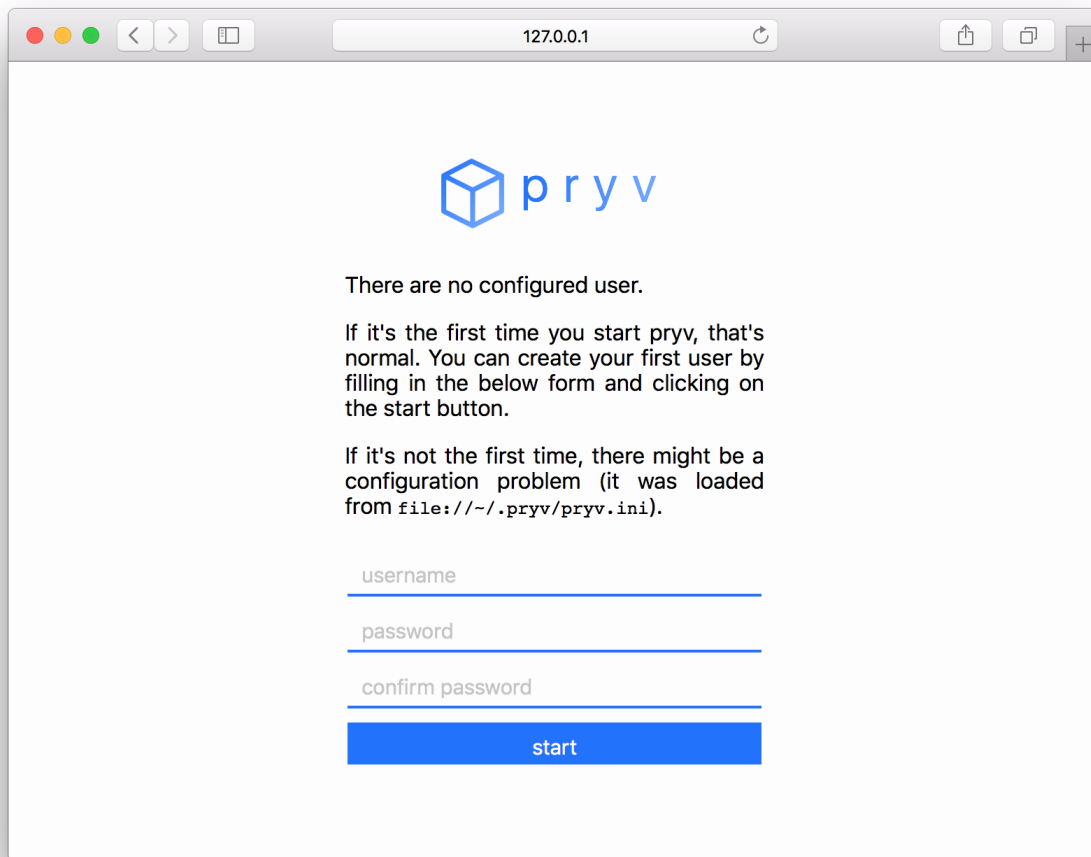 127.0.0.1
pryv
There are no configured user.
If it's the first time you start pryv, that's
normal. You can create your first user by
filling in the below form and clicking on
the start button.
If it's not the first time, there might be a
configuration problem (it was loaded
from file://~/.pryv/pryv.ini).
username
password
confirm password
start